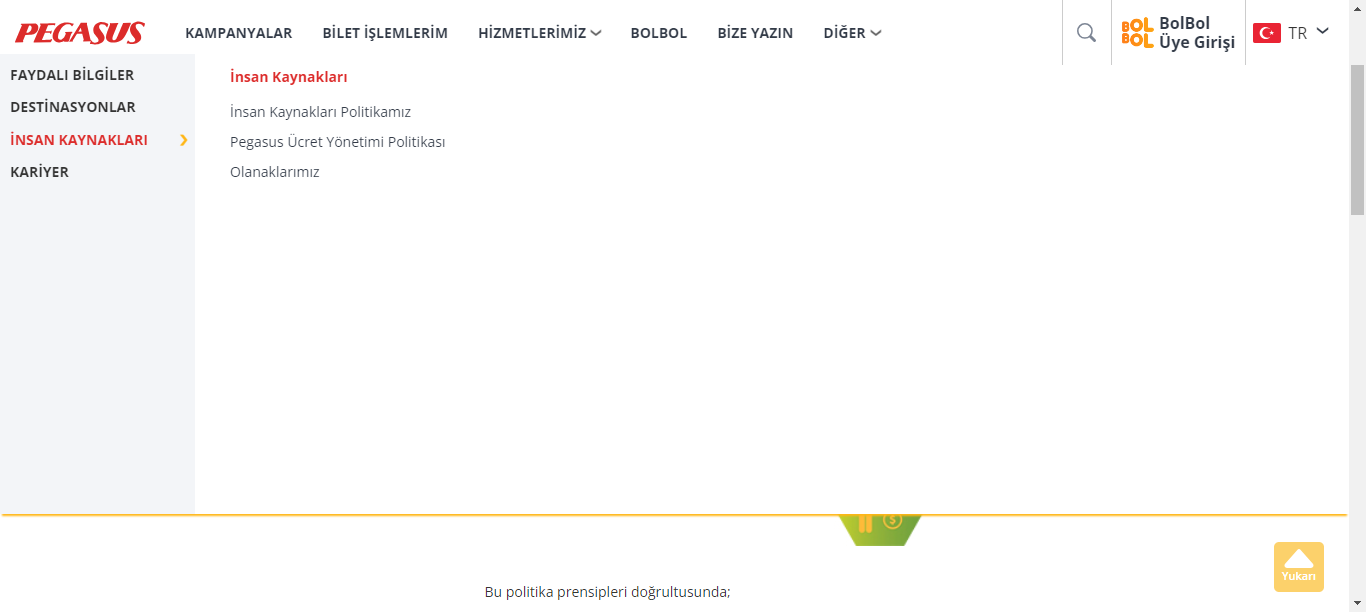 PEGASUS
KAMPANYALAR
BİLET İŞLEMLERİM
HİZMETLERİMİZ
BOLBOL
BİZE YAZIN
DİĞER
BOL
BOL
BolBol
Üye Girişi
TR
FAYDALI BİLGİLER
DESTİNASYONLAR
İNSAN KAYNAKLARI
KARİYER
İnsan Kaynakları
İnsan Kaynakları Politikamız
Pegasus Ücret Yönetimi Politikası
Olanaklarımız
$
Bu politika prensipleri doğrultusunda;
Yukarı